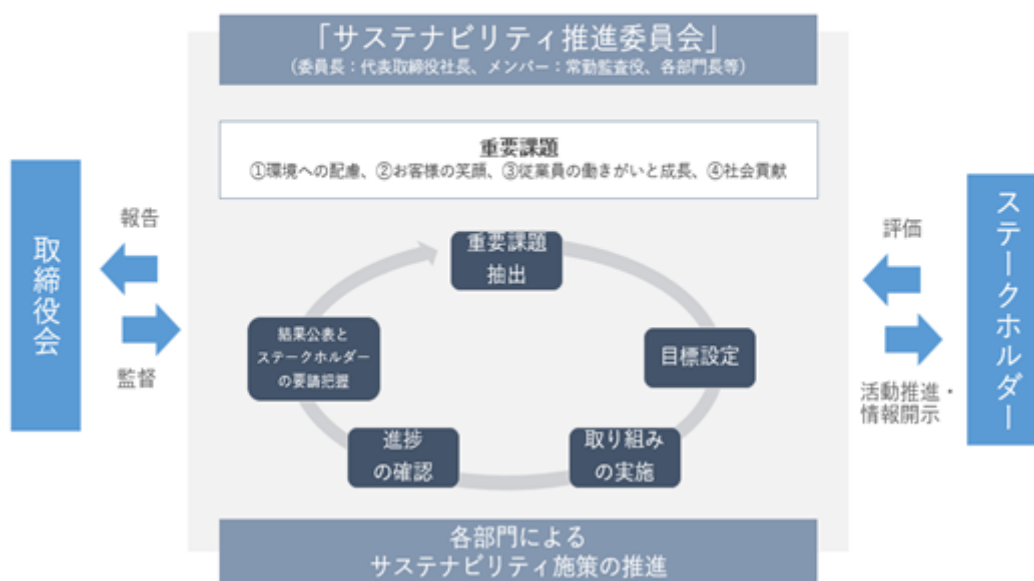 「サステナビリティ推進委員会」
(委員長：代表取締役社長、メンバー：常勤監査役、各部門長等)
重要課題
①環境への配慮、②お客様の笑顔、③従業員の働きがいと成長、④社会貢献
取締役会
報告
監督
重要課題
抽出
目標設定
取り組み
の実施
進捗
の確認
結果公表と
ステークホルダー
の要請把握
評価
活動推進・
情報開示
ステークホルダー
各部門による
サステナビリティ施策の推進